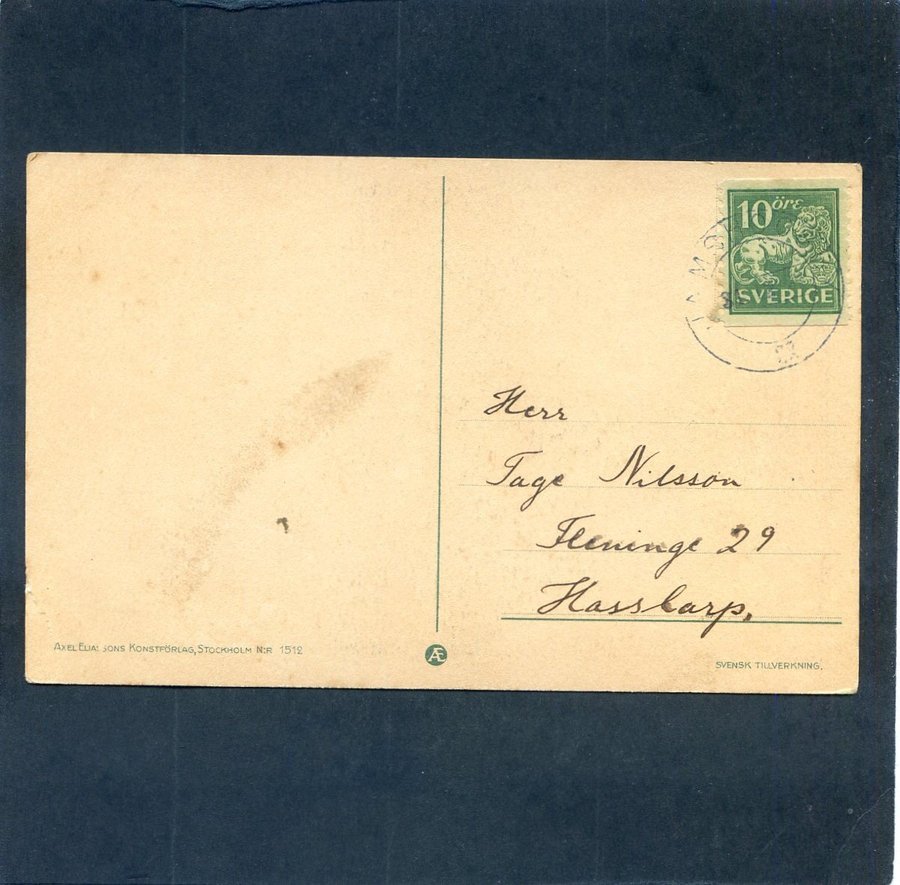 10 öre
SVERIGE
Herr
Tage Nilsson
Fleninge 29
Hasslarp.
AXEL ELIASSONS KONSTFÖRLAG, STOCKHOLM N:R 1512
Æ
SVENSK TILLVERKNING.